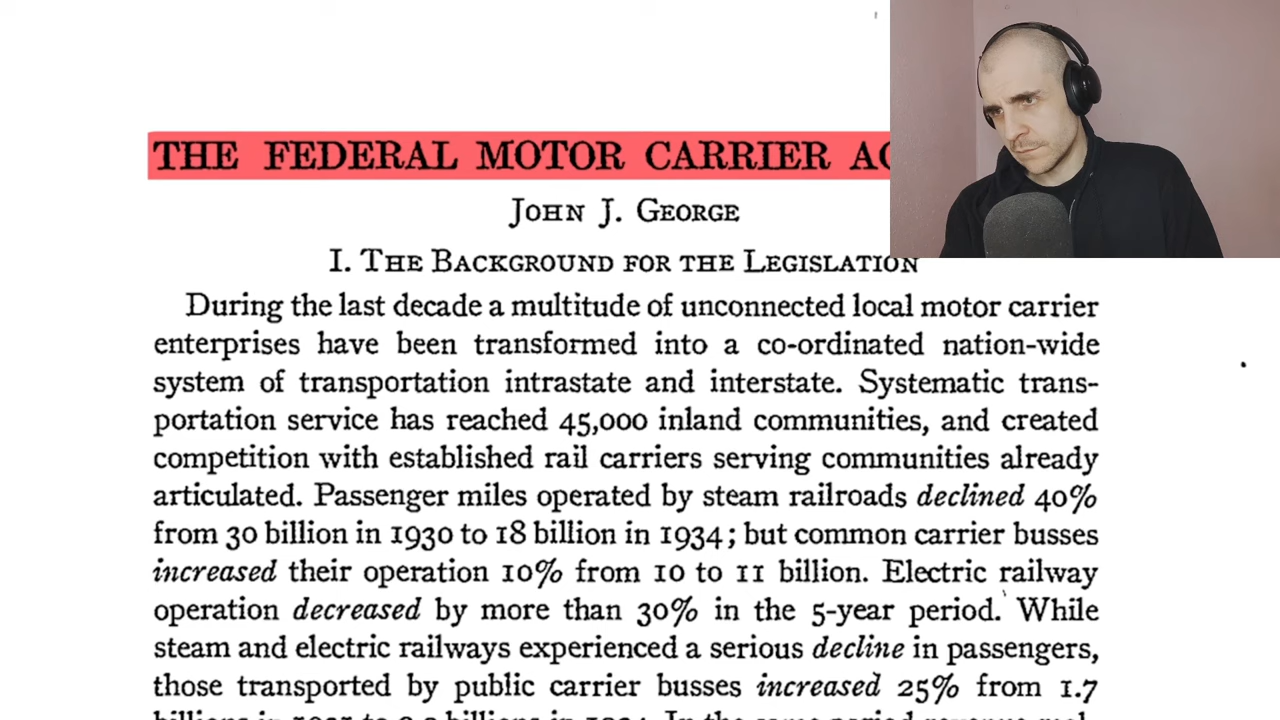 THE FEDERAL MOTOR CARRIER
JOHN J. GEORGE
I. THE BACKGROUND FOR THE LEGISLATION
During the last decade a multitude of unconnected local motor carrier
enterprises have been transformed into a co-ordinated nation-wide
system of transportation intrastate and interstate. Systematic trans-
portation service has reached 45,000 inland communities, and created
competition with established rail carriers serving communities already
articulated. Passenger miles operated by steam railroads declined 40%
from 30 billion in 1930 to 18 billion in 1934; but common carrier busses
increased their operation 10% from 10 to 11 billion. Electric railway
operation decreased by more than 30% in the 5-year period. While
steam and electric railways experienced a serious decline in passengers,
those transported by public carrier busses increased 25% from 1.7